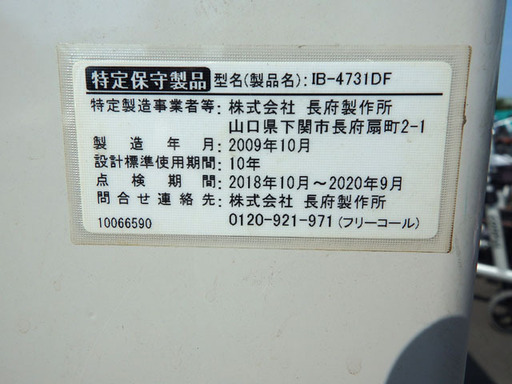 特定保守製品 型名(製品名):IB-4731DF
特定製造事業者等:株式会社 長府製作所
山口県下関市長府扇町2-1
製造年月:2009年10月
設計標準使用期間:10年
点検期間:2018年10月～2020年9月
問合せ連絡先:株式会社 長府製作所
10066590 0120-921-971(フリーコール)